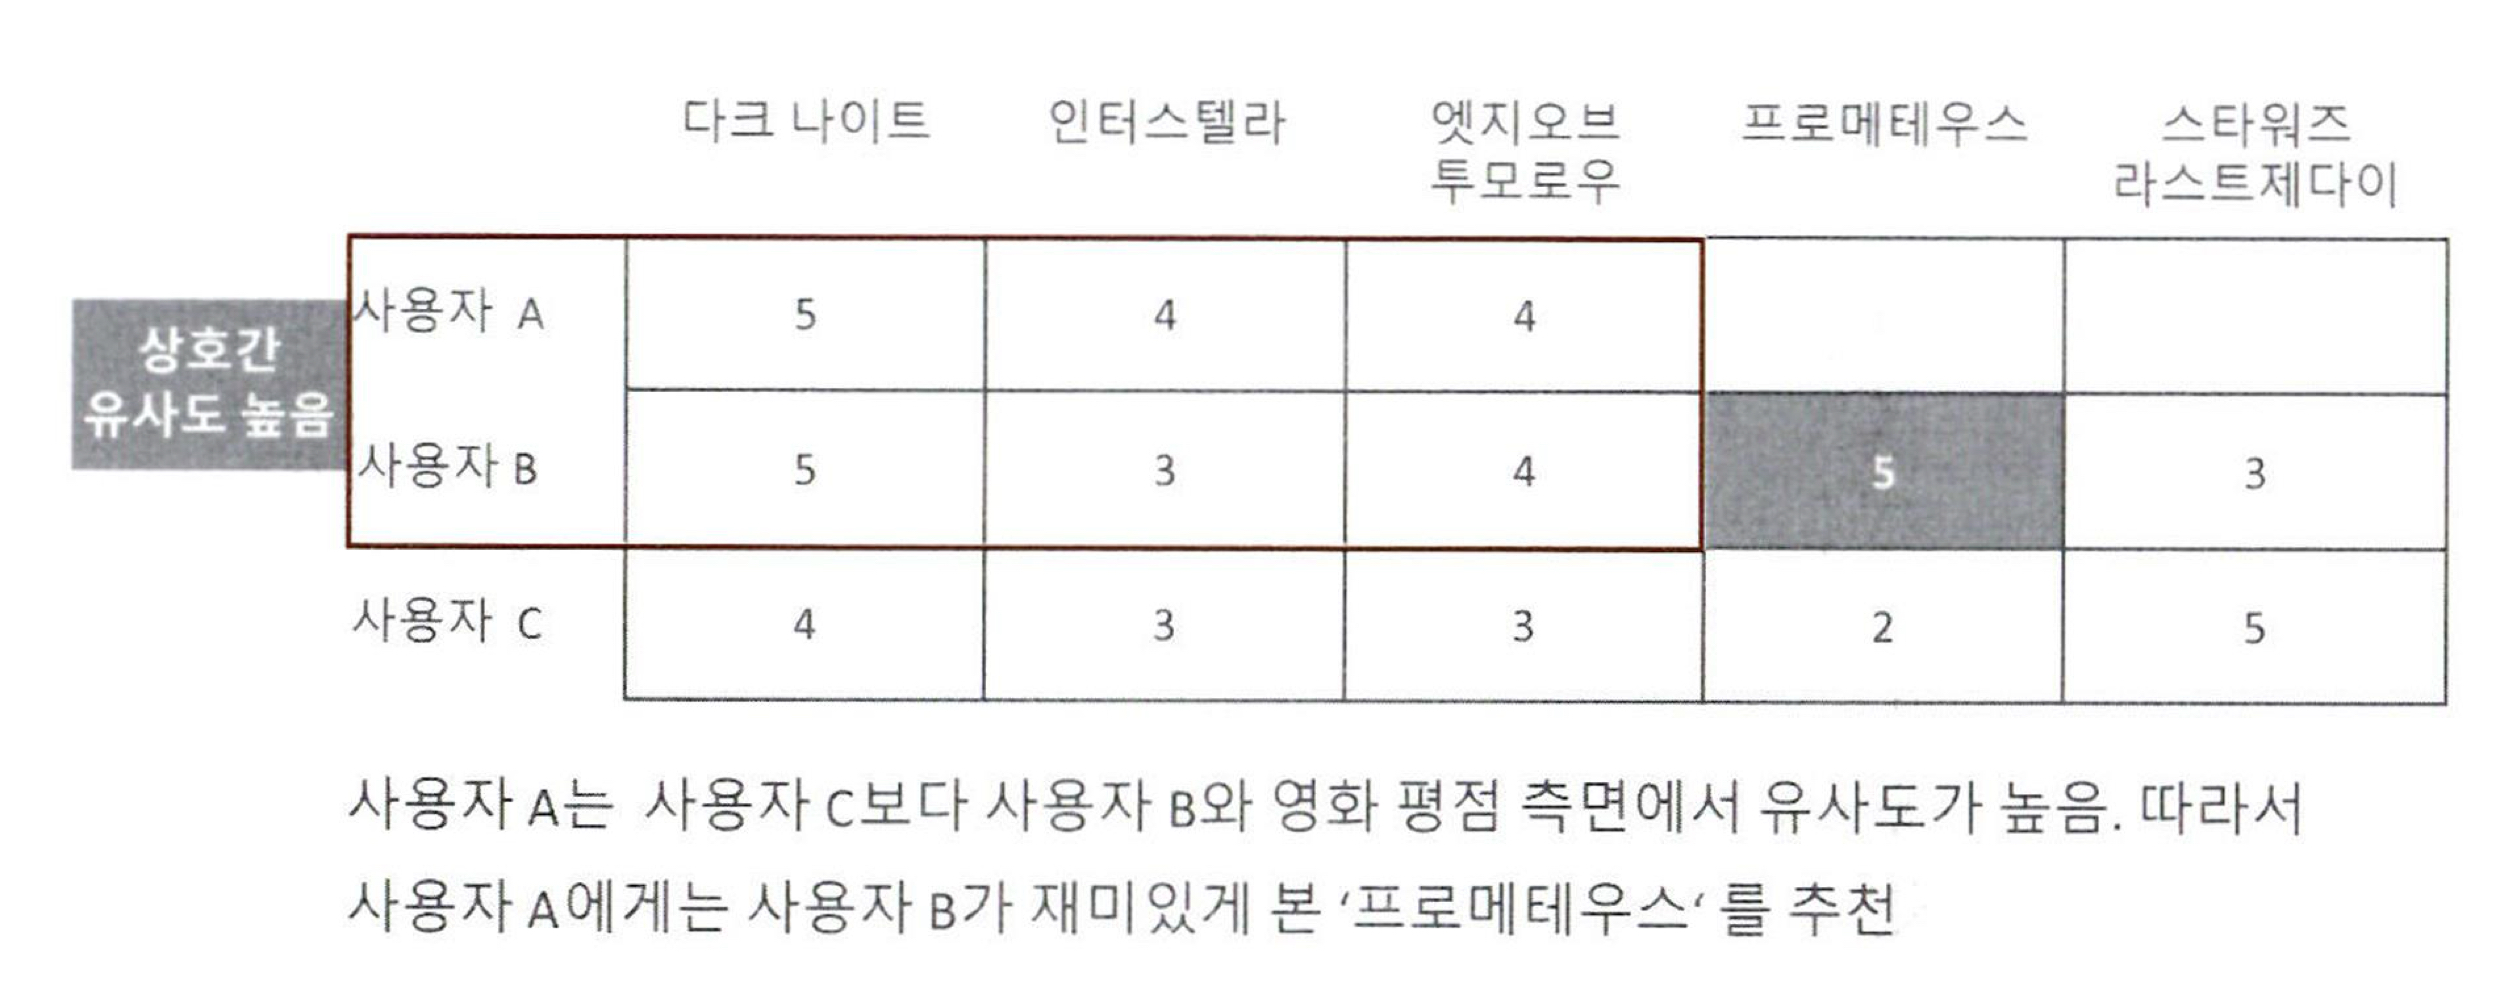 다크 나이트 인터스텔라 엣지오브 투모로우 프로메테우스 스타워즈 라스트제다이
상호간
유사도 높음
사용자 A 5 4 4
사용자 B 5 3 4 5 3
사용자 C 4 3 3 2 5
사용자 A는 사용자 C보다 사용자 B와 영화 평점 측면에서 유사도가 높음. 따라서
사용자 A에게는 사용자 B가 재미있게 본 ‘프로메테우스‘ 를 추천